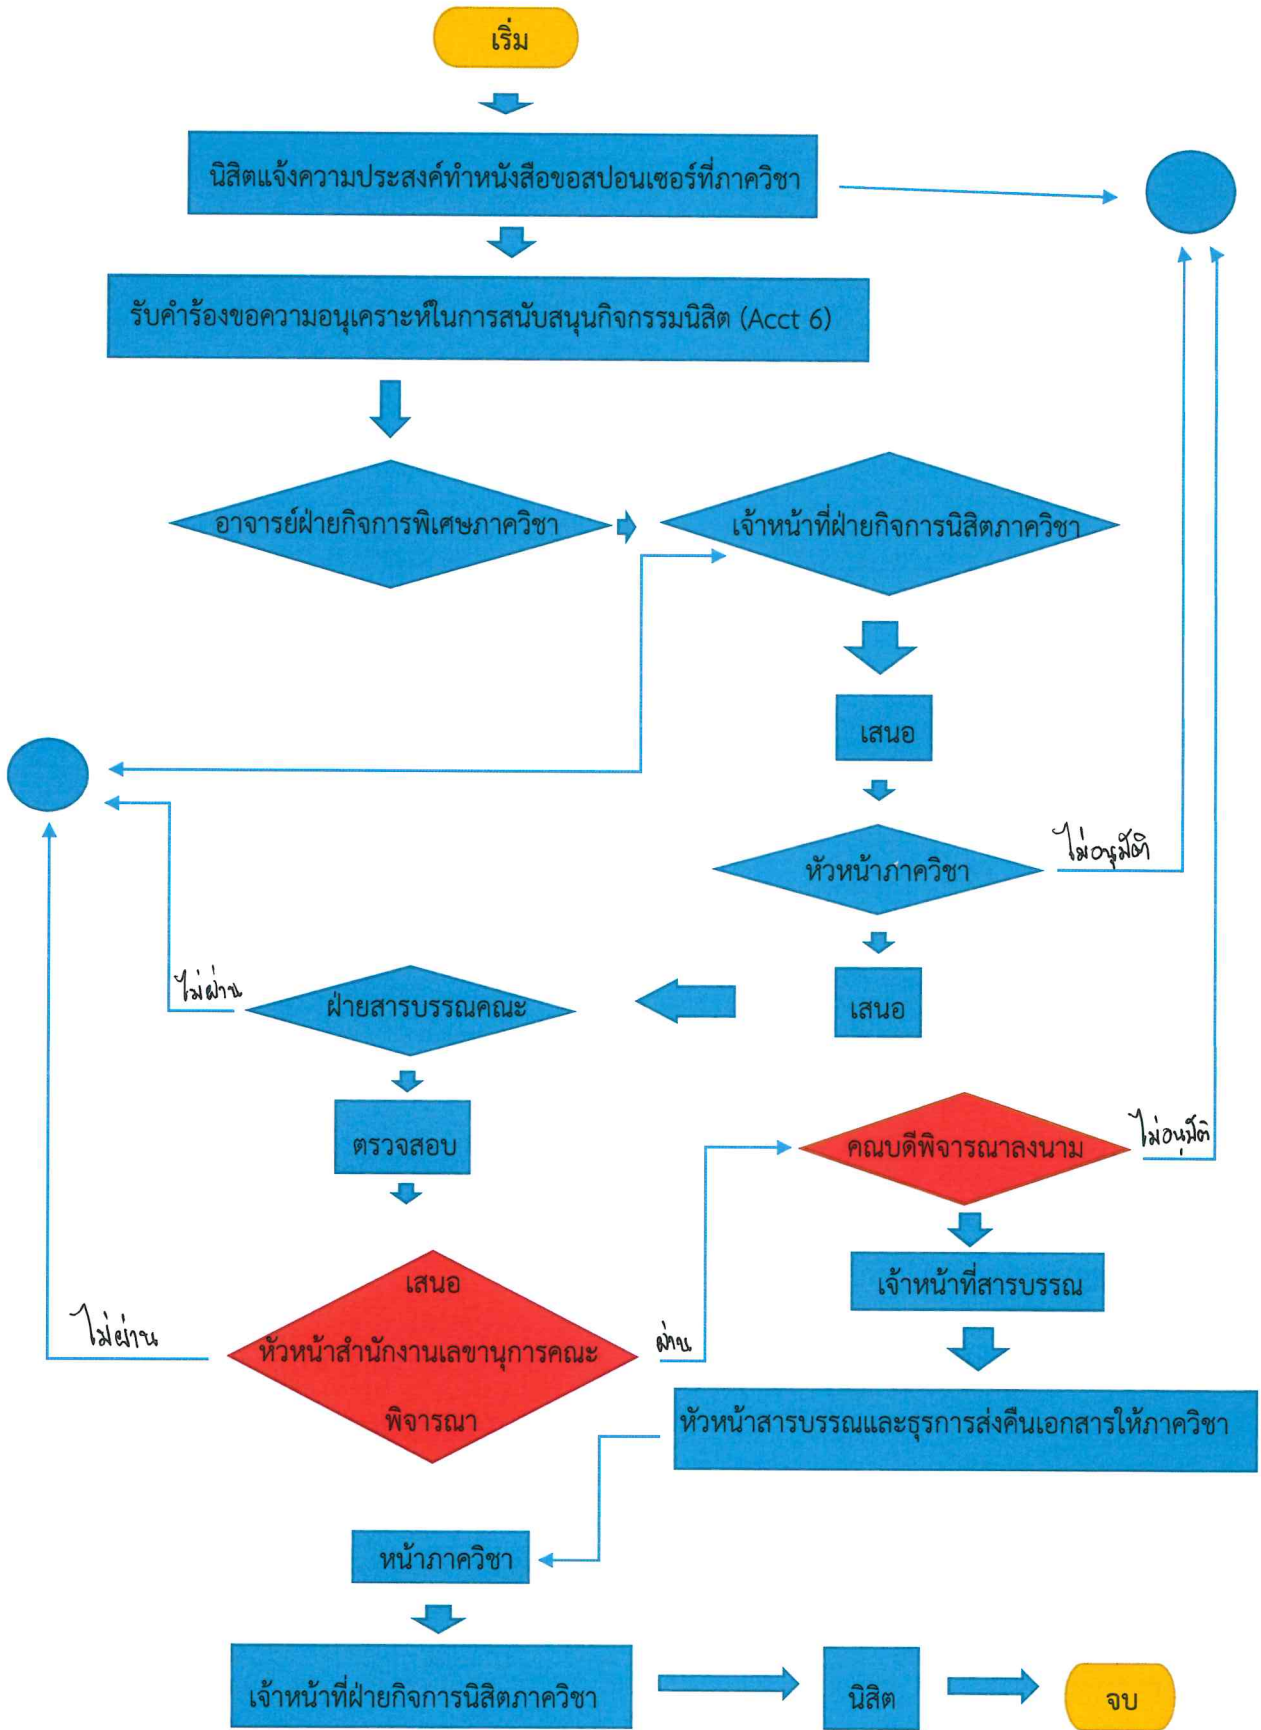 เริ่ม
นิสิตแจ้งความประสงค์ทำหนังสือขอสปอนเซอร์ที่ภาควิชา
รับคำร้องขอความอนุเคราะห์ในการสนับสนุนกิจกรรมนิสิต (Acct 6)
อาจารย์ฝ่ายกิจการพิเศษภาควิชา
เจ้าหน้าที่ฝ่ายกิจการนิสิตภาควิชา
เสนอ
หัวหน้าภาควิชา
ไม่อนุมัติ
เสนอ
ฝ่ายสารบรรณคณะ
ไม่ผ่าน
ตรวจสอบ
เสนอ
หัวหน้าสำนักงานเลขานุการคณะ
พิจารณา
ไม่ผ่าน
ผ่าน
คณบดีพิจารณาลงนาม
ไม่อนุมัติ
เจ้าหน้าที่สารบรรณ
หัวหน้าสารบรรณและธุรการส่งคืนเอกสารให้ภาควิชา
หน้าภาควิชา
เจ้าหน้าที่ฝ่ายกิจการนิสิตภาควิชา
นิสิต
จบ